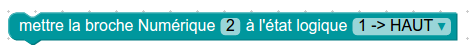 mettre la broche Numérique 2 à l'état logique 1 -> HAUT ▾